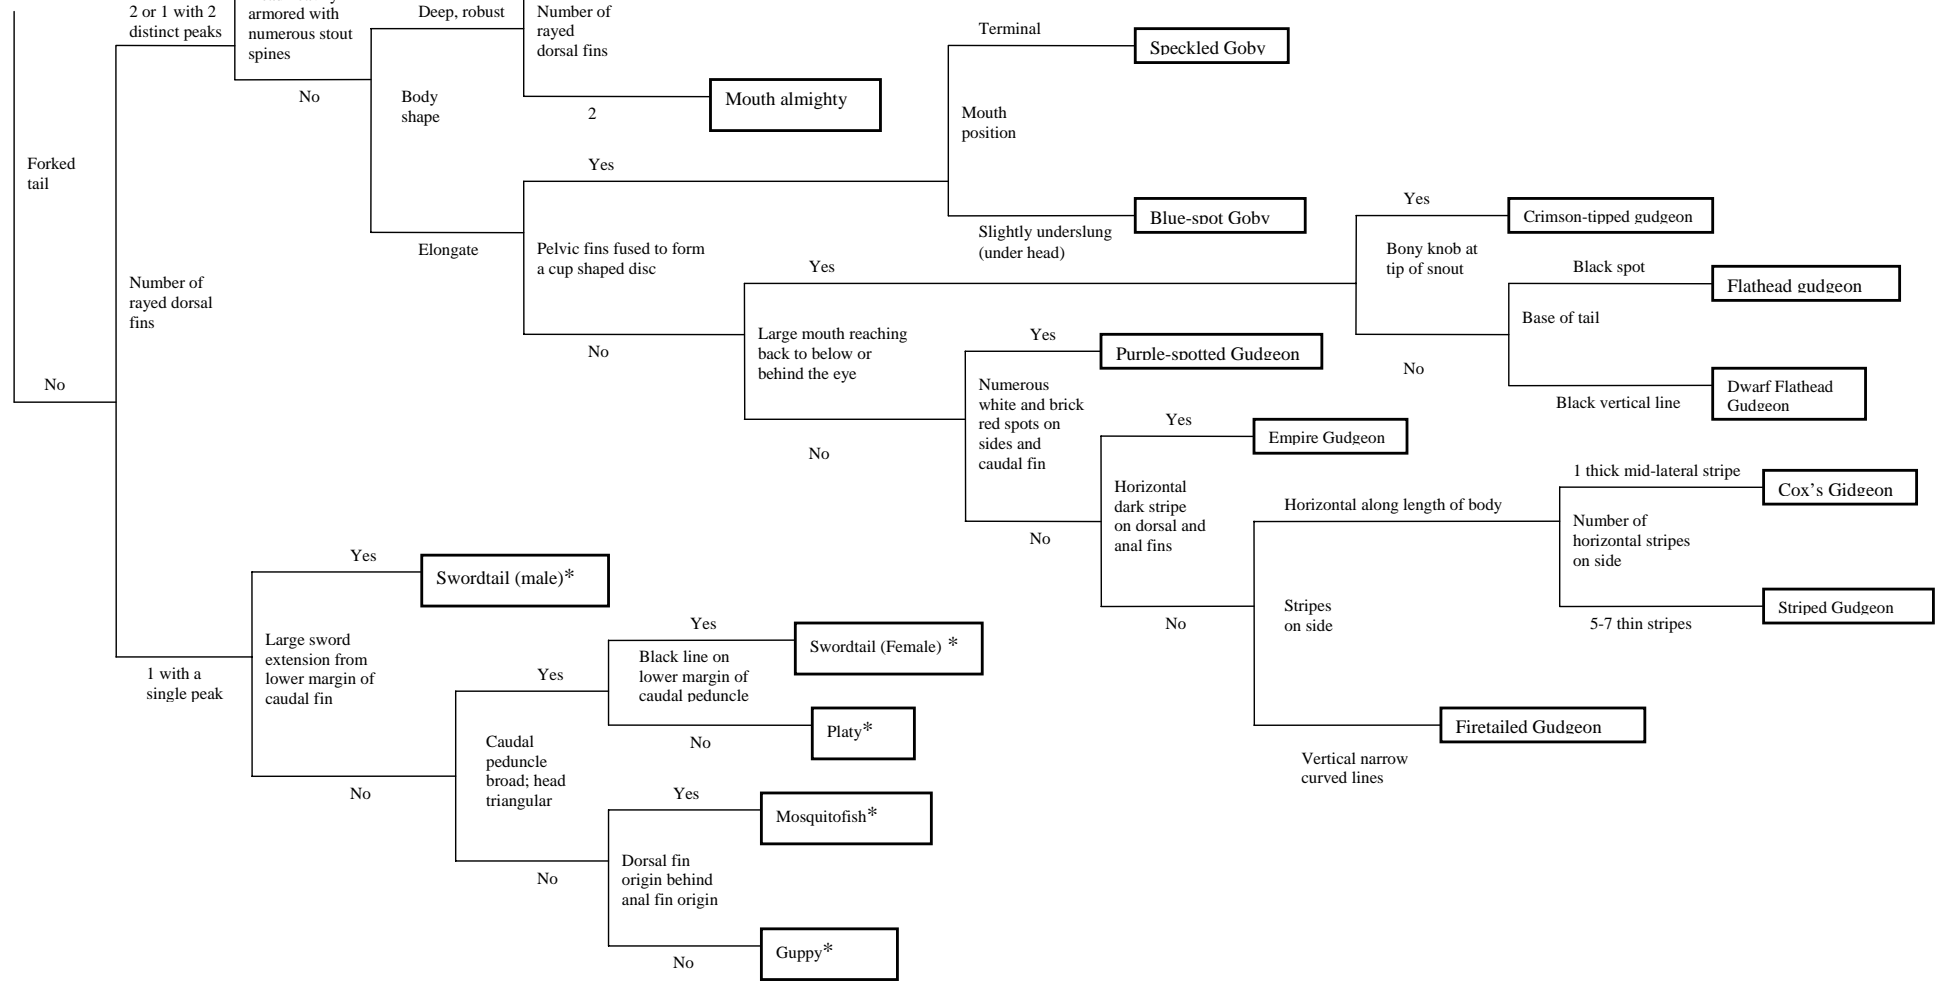 2 or 1 with 2
distinct peaks
armored with
numerous stout
spines
No
Deep, robust
Number of
rayed
dorsal fins
Body
shape
2
Mouth almighty
Terminal
Speckled Goby
Mouth
position
Forked
tail
Yes
Slightly underslung
(under head)
Blue-spot Goby
Yes
Crimson-tipped gudgeon
Elongate
Pelvic fins fused to form
a cup shaped disc
Yes
Bony knob at
tip of snout
Black spot
Flathead gudgeon
Number of
rayed dorsal
fins
Base of tail
No
Large mouth reaching
back to below or
behind the eye
Yes
Purple-spotted Gudgeon
No
No
Numerous
white and brick
red spots on
sides and
caudal fin
Black vertical line
Dwarf Flathead
Gudgeon
Yes
Empire Gudgeon
No
1 thick mid-lateral stripe
Cox's Gidgeon
Horizontal
dark stripe
on dorsal and
anal fins
Horizontal along length of body
Number of
horizontal stripes
on side
No
Yes
Swordtail (male)*
Stripes
on side
5-7 thin stripes
Striped Gudgeon
No
Large sword
extension from
lower margin of
caudal fin
Yes
Swordtail (Female) *
1 with a
single peak
Yes
Black line on
lower margin of
caudal peduncle
Platy*
No
Firetailed Gudgeon
Caudal
peduncle
broad; head
triangular
Vertical narrow
curved lines
No
Yes
Mosquitofish*
No
Dorsal fin
origin behind
anal fin origin
Guppy*
No